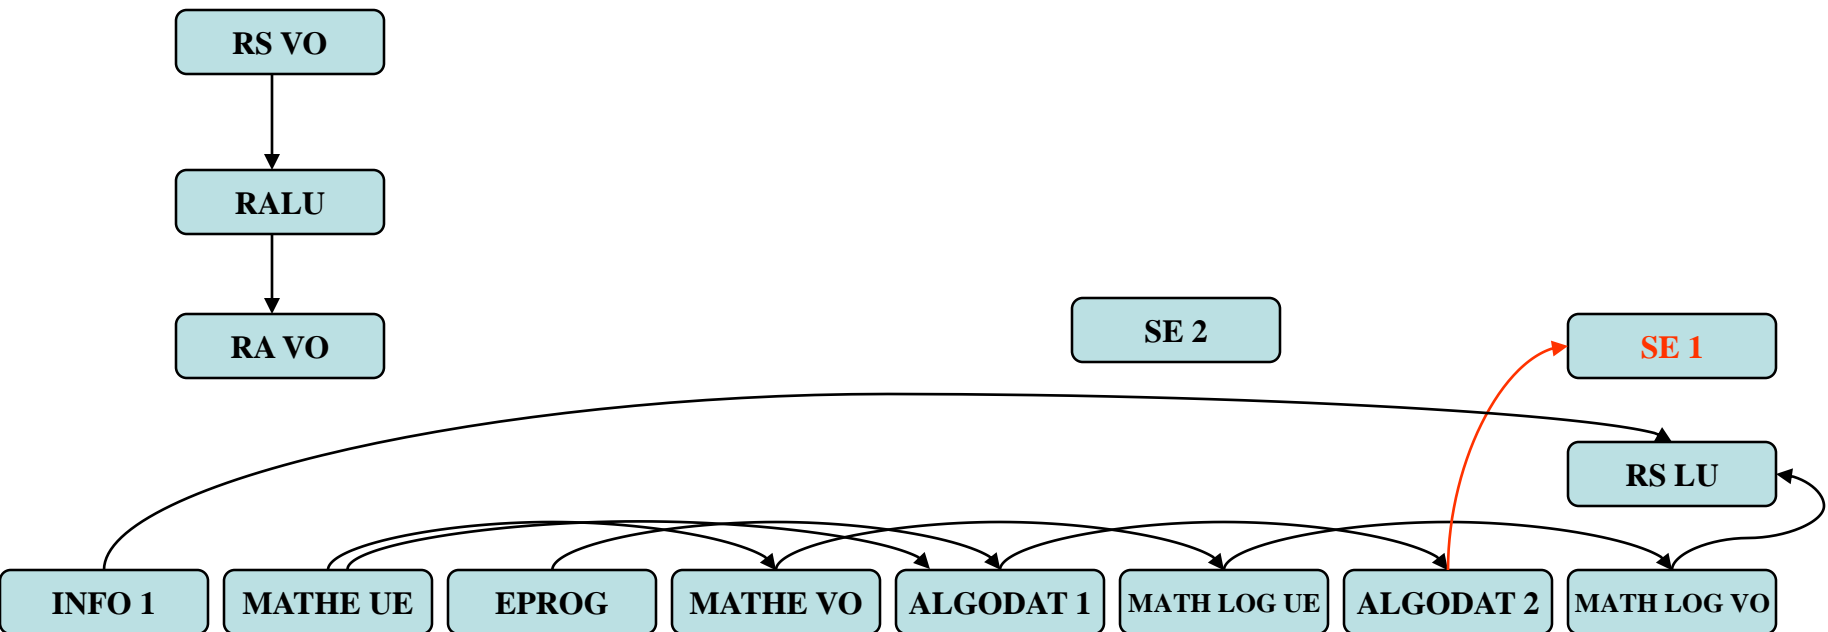 RS VO
RALU
RA VO
SE 2
SE 1
RS LU
INFO 1
MATHE UE
EPROG
MATHE VO
ALGODAT 1
MATH LOG UE
ALGODAT 2
MATH LOG VO